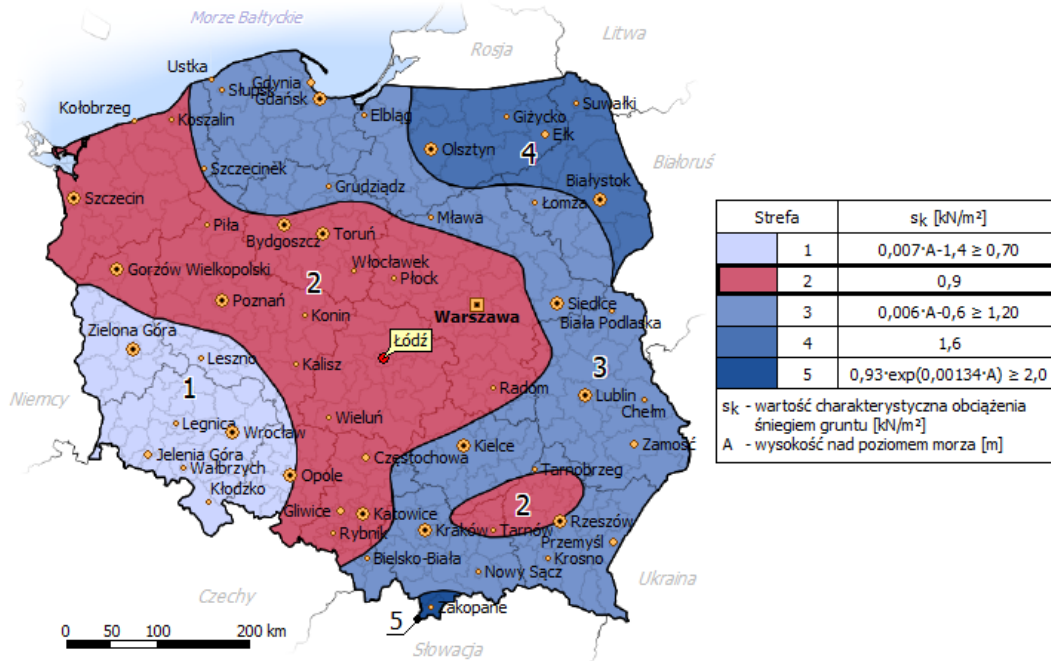 Morze Bałtyckie
Rosja
Litwa
Ustka
Słupsk
Gdynia
Gdańsk
Kołobrzeg
Koszalin
Elbląg
Giżycko
Suwałki
Ełk
4
Olsztyn
Białoruś
Szczecinek
Grudziądz
Białystok
Szczecin
Łomża
Mława
Piła
Bydgoszcz
Toruń
Gorzów Wielkopolski
Włocławek
Płock
2
Poznań
Konin
Warszawa
Siedlce
Biała Podlaska
Zielona Góra
Łódź
Leszno
Kalisz
3
1
Radom
Lublin
Chełm
Niemcy
Legnica
Wrocław
Wieluń
Kielce
Zamość
Jelenia Góra
Wałbrzych
Częstochowa
Tarnobrzeg
Opole
Kłodzko
2
Gliwice
Katowice
Rybnik
Kraków
Tarnów
Rzeszów
Przemyśl
Bielsko-Biała
Krosno
Nowy Sącz
Ukraina
Czechy
Zakopane
5
Słowacja
0 50 100 200 km
Strefa sk [kN/m²]
1 0,007·A-1,4 ≥ 0,70
2 0,9
3 0,006·A-0,6 ≥ 1,20
4 1,6
5 0,93·exp(0,00134·A) ≥ 2,0
sk - wartość charakterystyczna obciążenia
śniegiem gruntu [kN/m²]
A - wysokość nad poziomem morza [m]